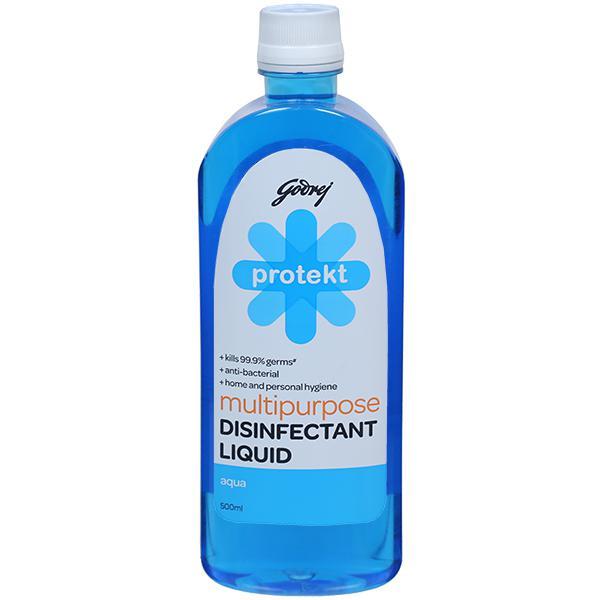 Godrej
protekt
+ kills 99.9% germs#
+ anti-bacterial
+ home and personal hygiene
multipurpose
DISINFECTANT
LIQUID
aqua
500ml